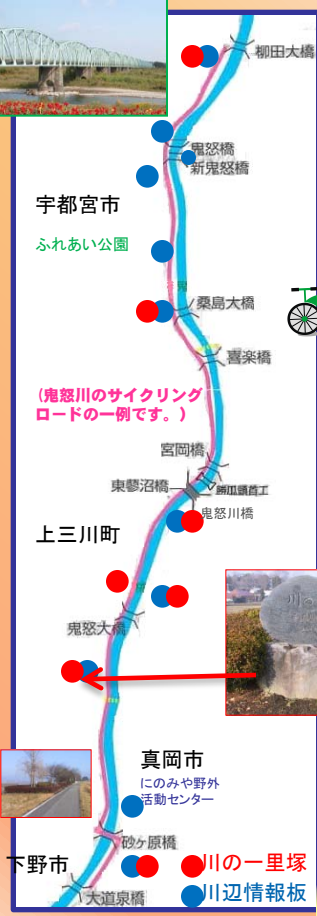 柳田大橋
鬼怒橋
新鬼怒橋
宇都宮市
ふれあい公園
桑島大橋
喜楽橋
(鬼怒川のサイクリング
ロードの一例です。)
宮岡橋
東蓼沼橋
勝瓜頭首工
鬼怒川橋
上三川町
鬼怒大橋
真岡市
にのみや野外
活動センター
砂ヶ原橋
下野市
川の一里塚
大道泉橋
川辺情報板